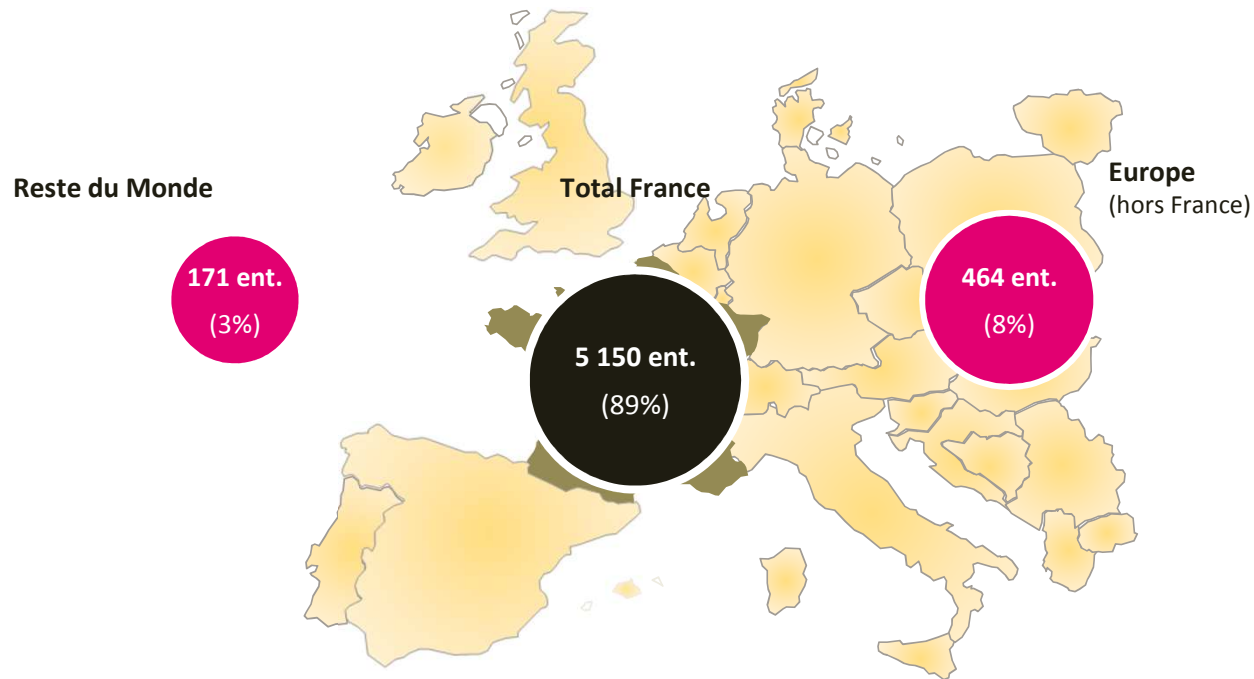 Reste du Monde
171 ent.
(3%)
Total France
5 150 ent.
(89%)
Europe
(hors France)
464 ent.
(8%)